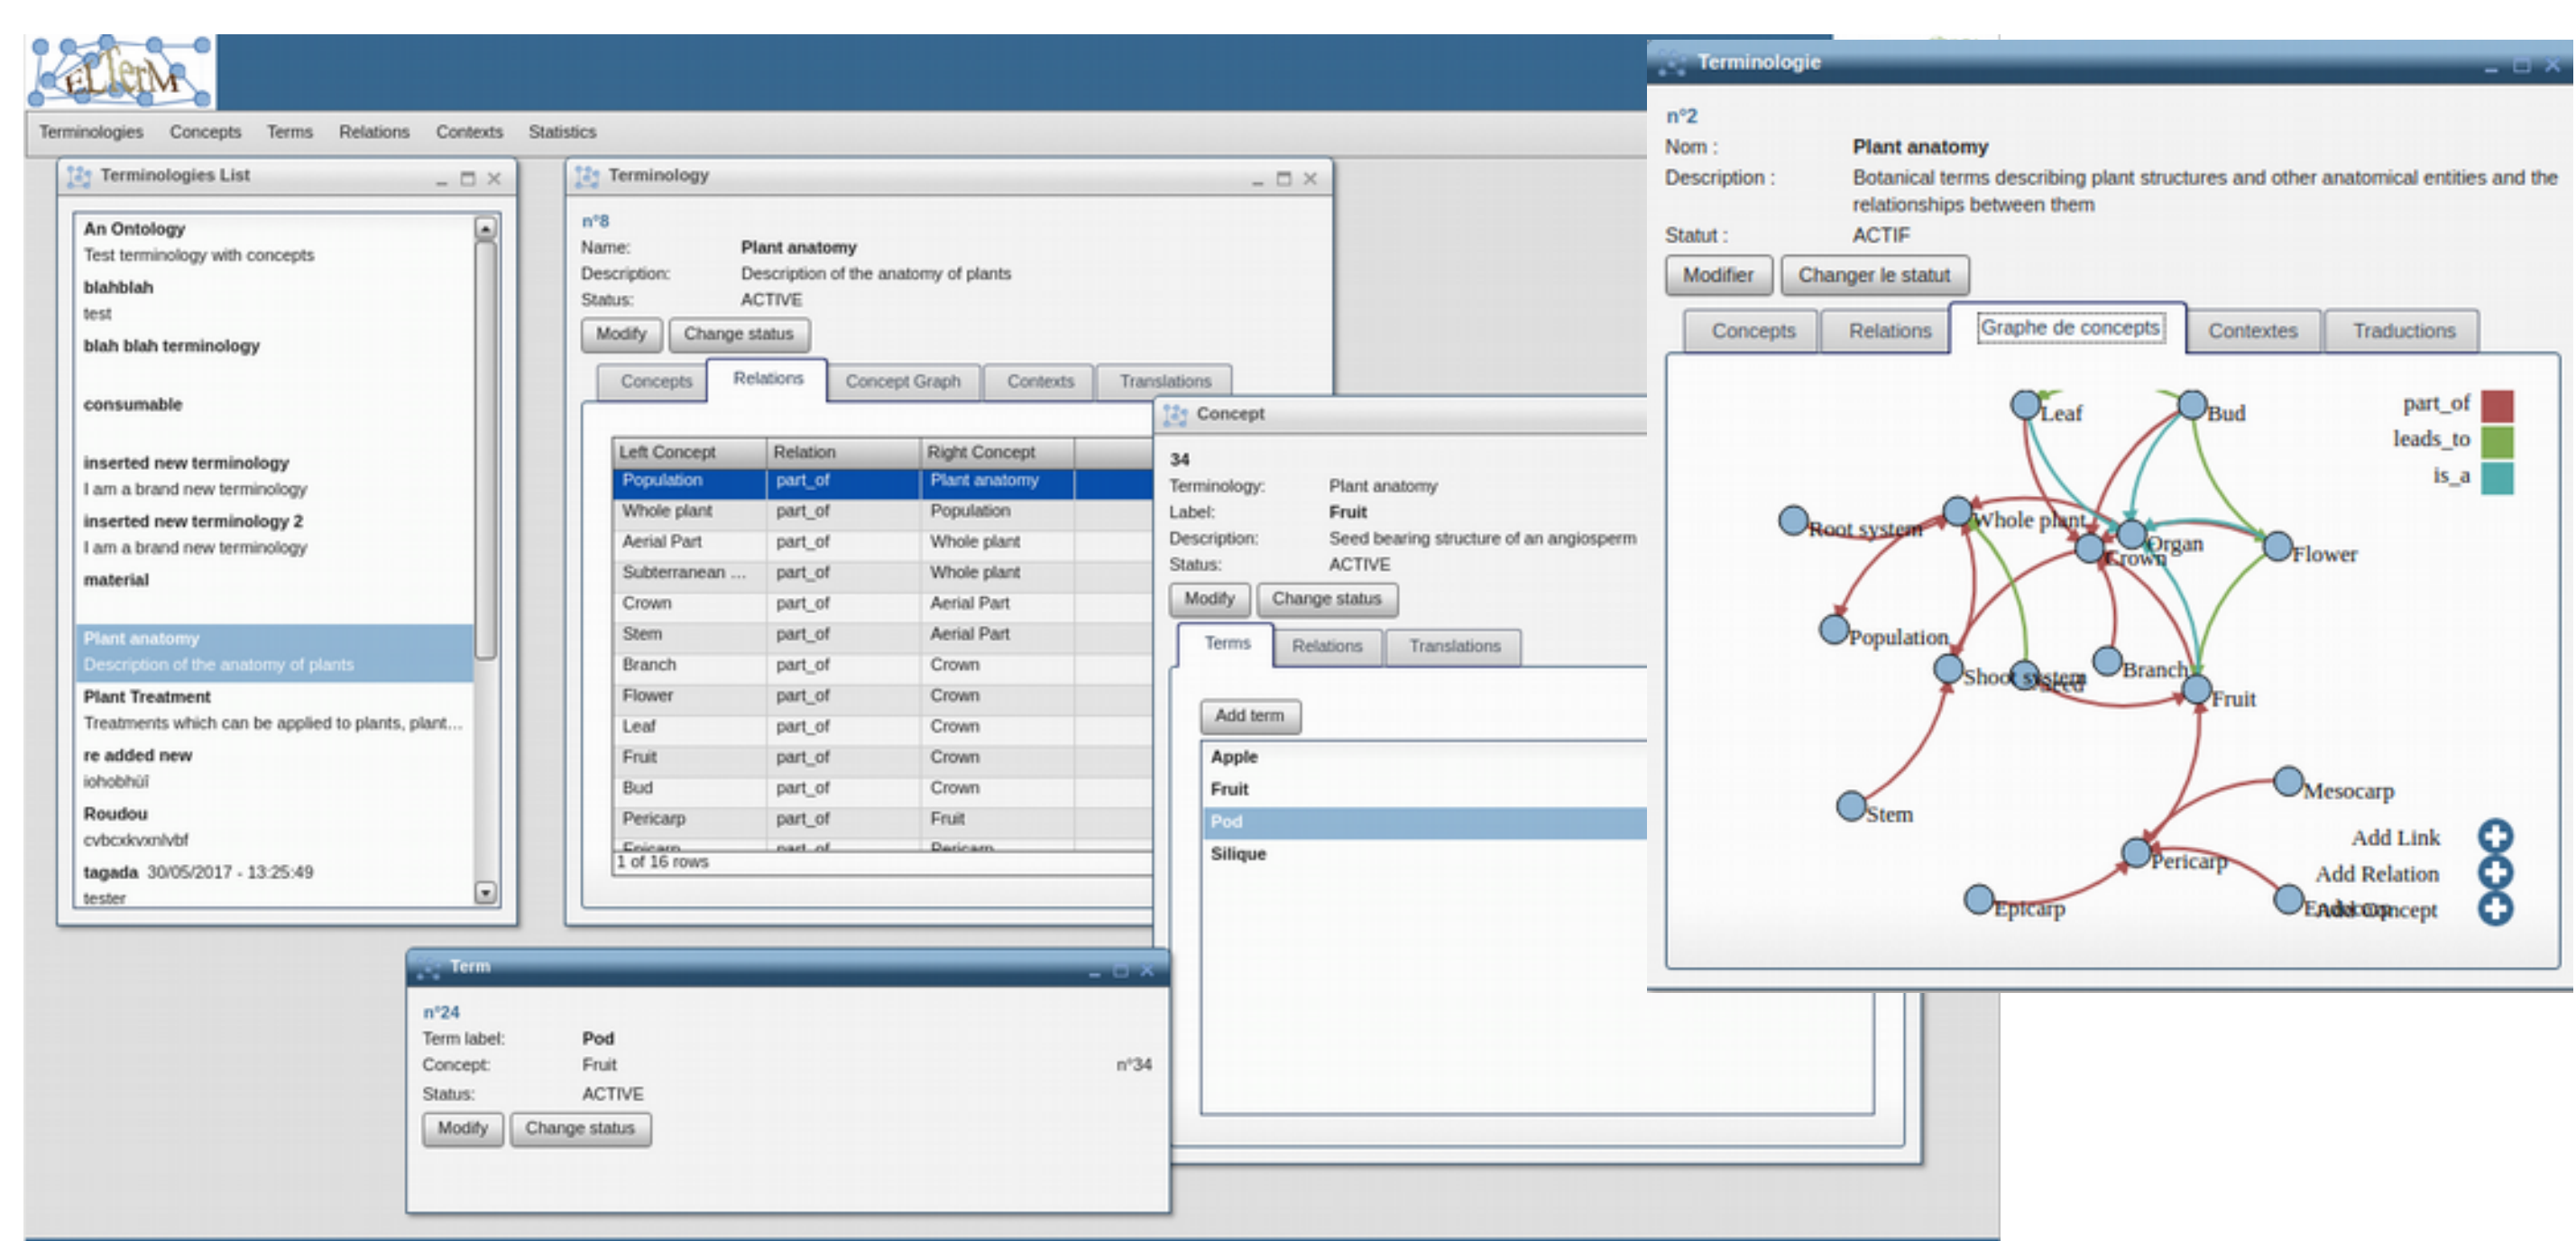 ELTerM
Terminologies Concepts Terms Relations Contexts Statistics
Terminologies List
An Ontology
Test terminology with concepts
blahblah
test
blah blah terminology
consumable
inserted new terminology
I am a brand new terminology
inserted new terminology 2
I am a brand new terminology
material
Plant anatomy
Description of the anatomy of plants
Plant Treatment
Treatments which can be applied to plants, plant...
re added new
iohobhüï
Roudou
cvbcxkvxnlvbf
tagada 30/05/2017 - 13:25:49
tester
Terminology
n°8
Name: Plant anatomy
Description: Description of the anatomy of plants
Status: ACTIVE
Modify Change status
Concepts Relations Concept Graph Contexts Translations
Left Concept Relation Right Concept
Population part_of Plant anatomy
Whole plant part_of Population
Aerial Part part_of Whole plant
Subterranean ... part_of Whole plant
Crown part_of Aerial Part
Stem part_of Aerial Part
Branch part_of Crown
Flower part_of Crown
Leaf part_of Crown
Fruit part_of Crown
Bud part_of Crown
Pericarp part_of Fruit
Epicarp part_of Pericarp
1 of 16 rows
Concept
34
Terminology: Plant anatomy
Label: Fruit
Description: Seed bearing structure of an angiosperm
Status: ACTIVE
Modify Change status
Terms Relations Translations
Add term
Apple
Fruit
Pod
Silique
Term
n°24
Term label: Pod
Concept: Fruit n°34
Status: ACTIVE
Modify Change status
Terminologie
n°2
Nom : Plant anatomy
Description : Botanical terms describing plant structures and other anatomical entities and the
relationships between them
Statut : ACTIF
Modifier Changer le statut
Concepts Relations Graphe de concepts Contextes Traductions
part_of
leads_to
is_a
Leaf
Bud
Root system
Whole plant
Organ
Crown
Flower
Population
Shoot system
Seed
Branch
Fruit
Stem
Mesocarp
Pericarp
Epicarp
Add Link
Add Relation
Add Concept